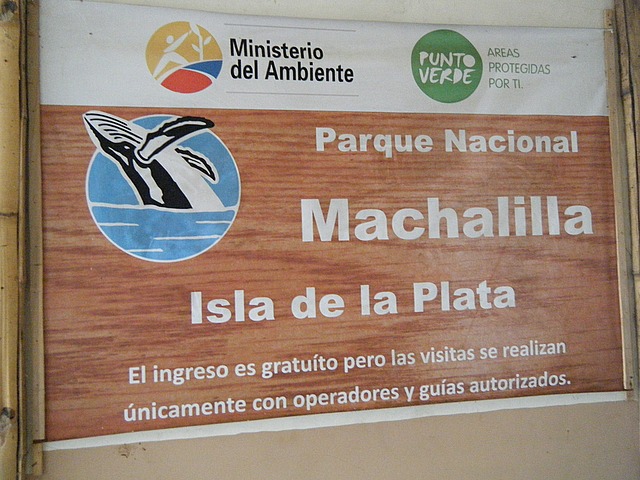 Ministerio
del Ambiente
PUNTO
VERDE
AREAS
PROTEGIDAS
POR TI.
Parque Nacional
Machalilla
Isla de la Plata
El ingreso es gratuíto pero las visitas se realizan
únicamente con operadores y guías autorizados.